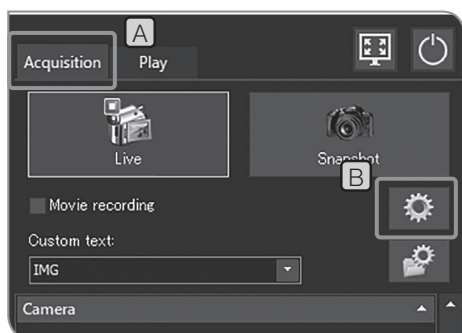 A
Acquisition Play
Live Snapshot
B
Movie recording
Custom text:
IMG
Camera